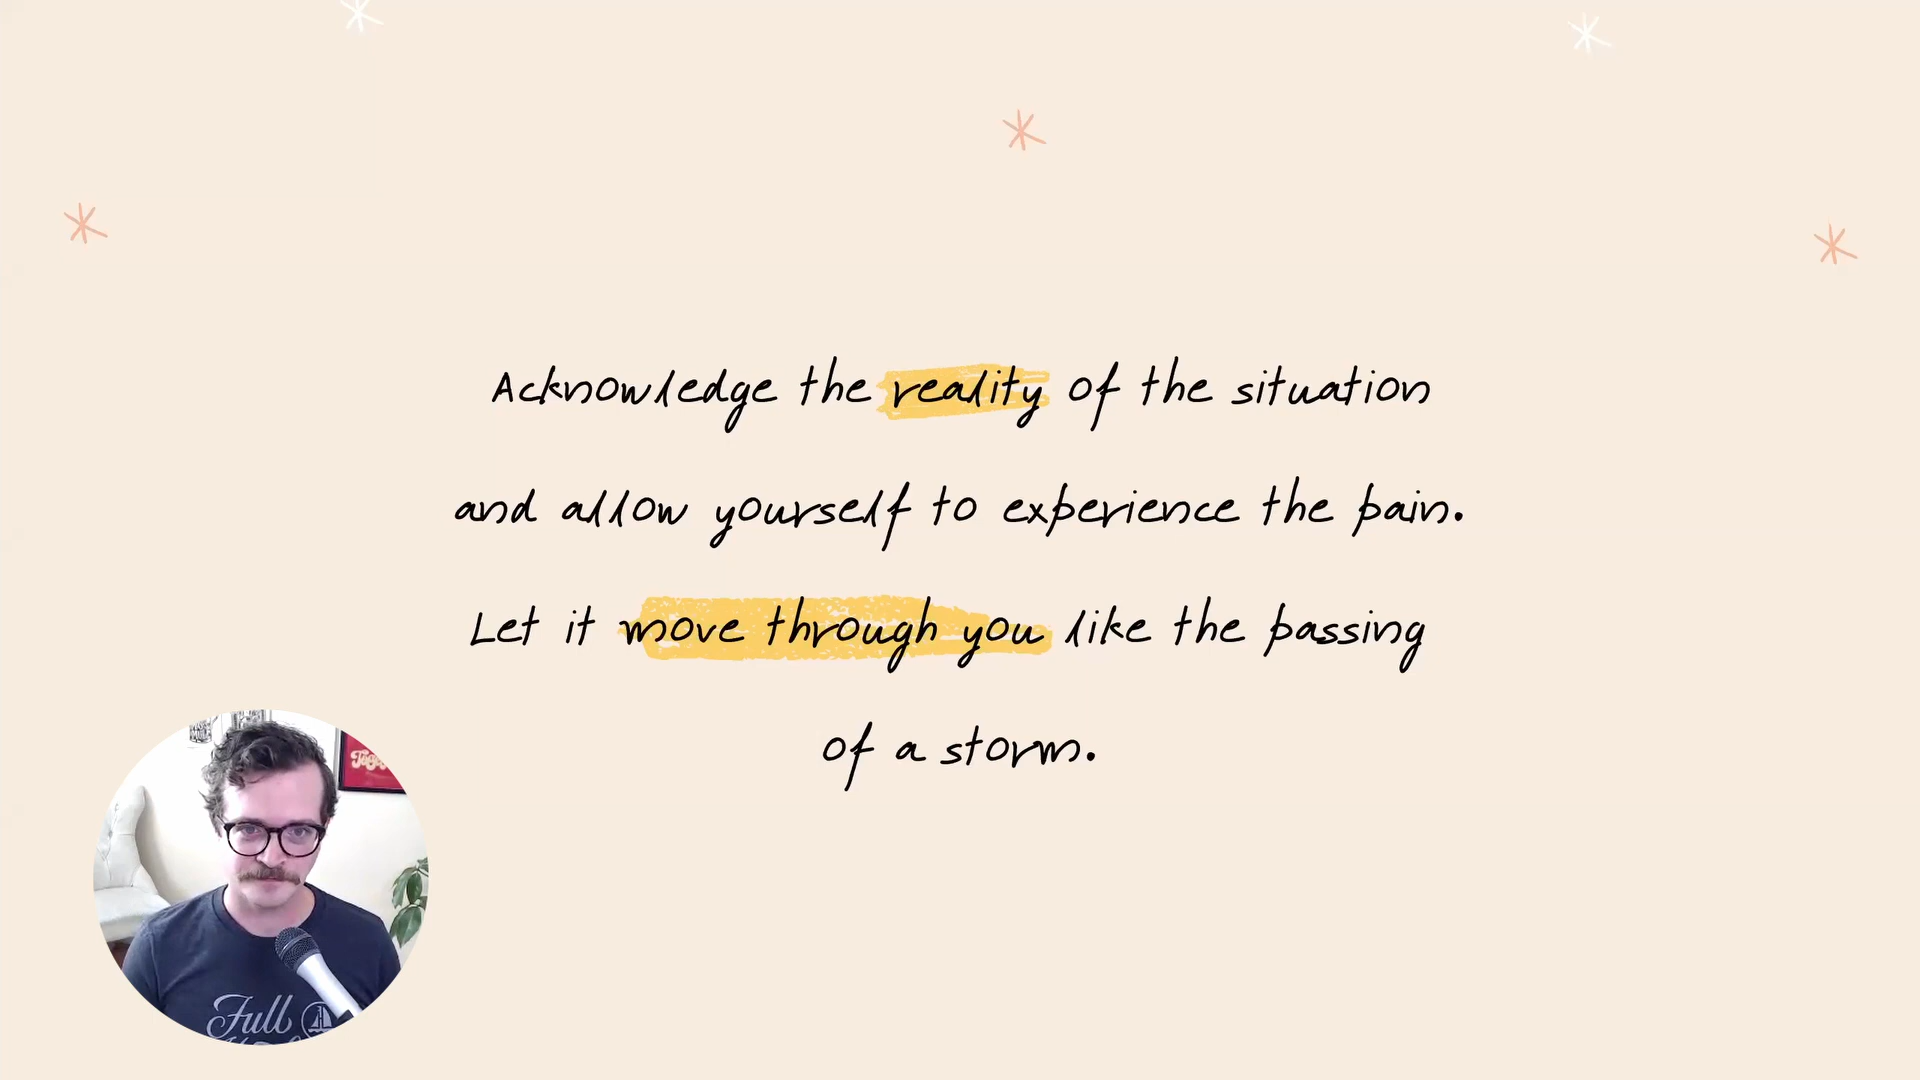 Acknowledge the reality of the situation
and allow yourself to experience the pain.
Let it move through you like the passing
of a storm.
Full